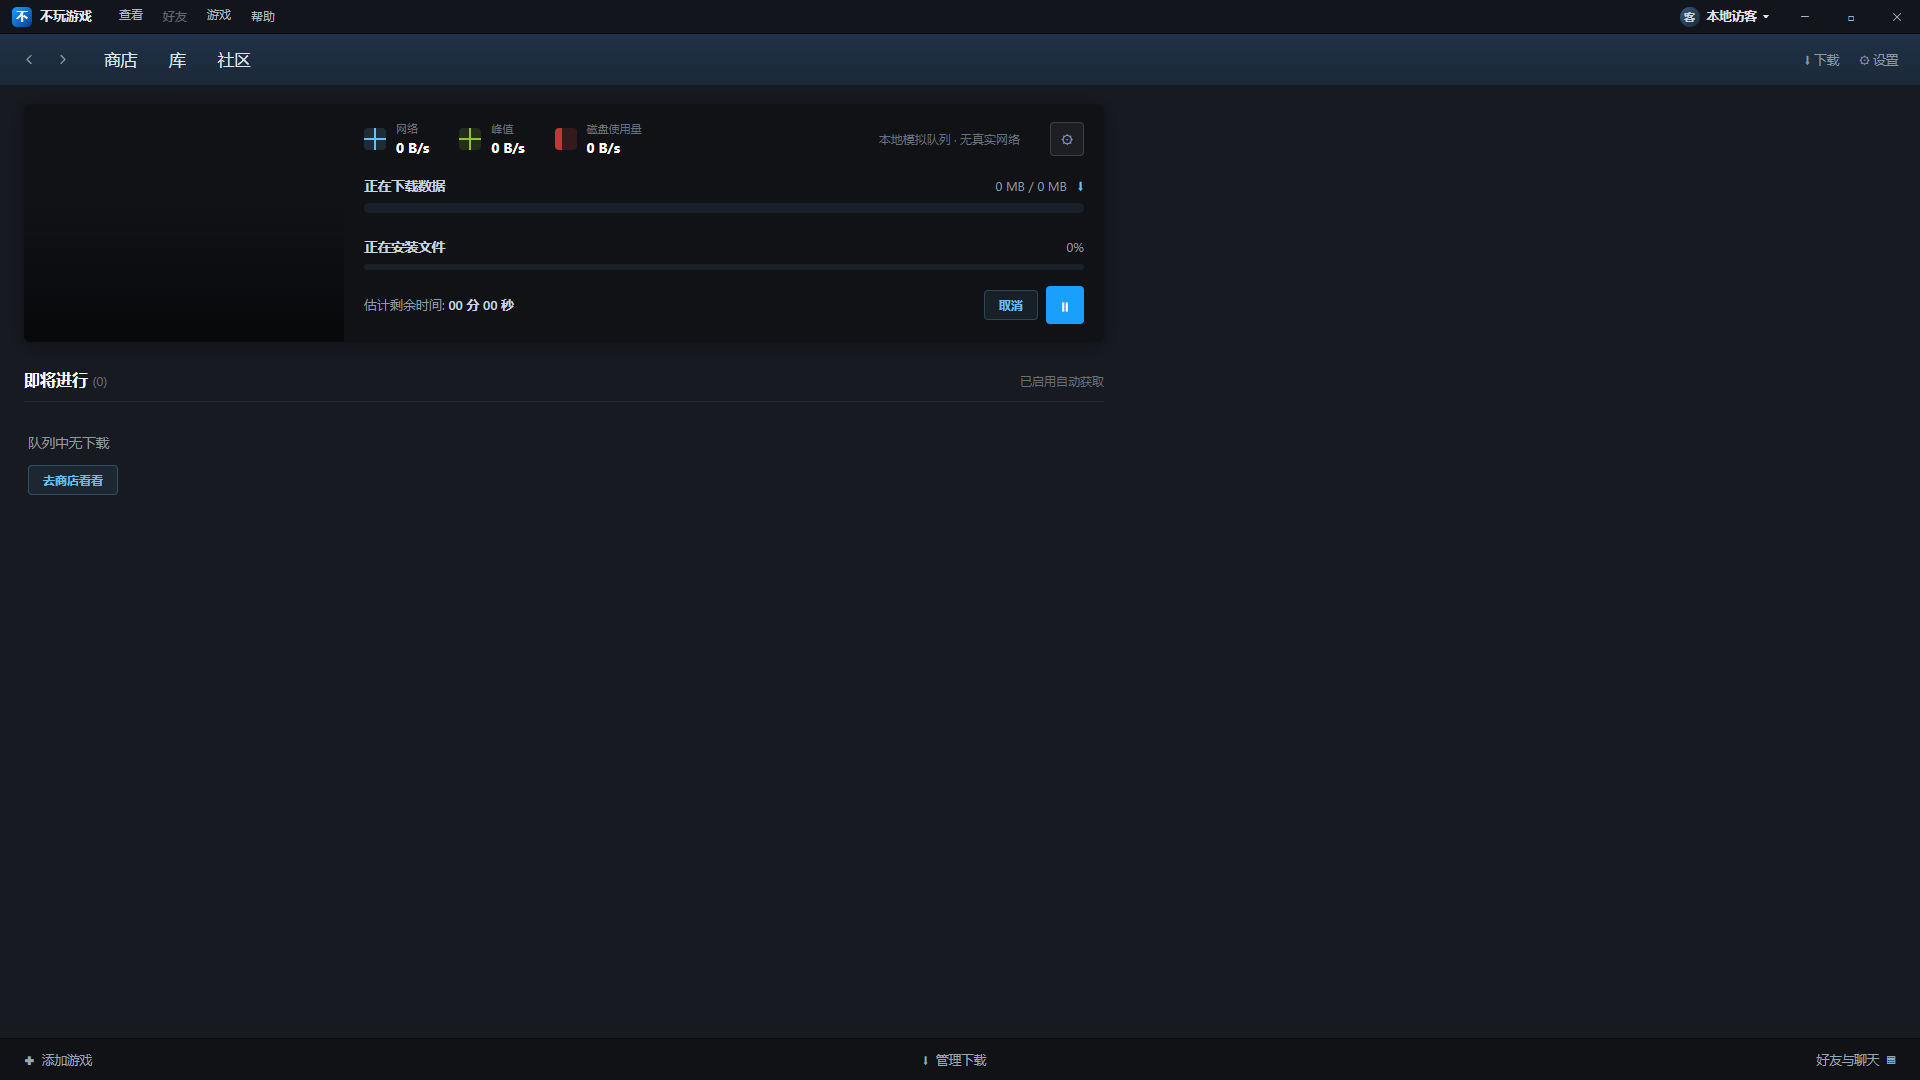 不 不玩游戏 查看 好友 游戏 帮助 客 本地访客
商店 库 社区 下载 设置
网络 峰值 磁盘使用量
0 B/s 0 B/s 0 B/s
本地模拟队列 · 无真实网络
正在下载数据 0 MB / 0 MB
正在安装文件 0%
估计剩余时间: 00 分 00 秒 取消
即将进行 (0) 已启用自动获取
队列中无下载
去商店看看
添加游戏 管理下载 好友与聊天